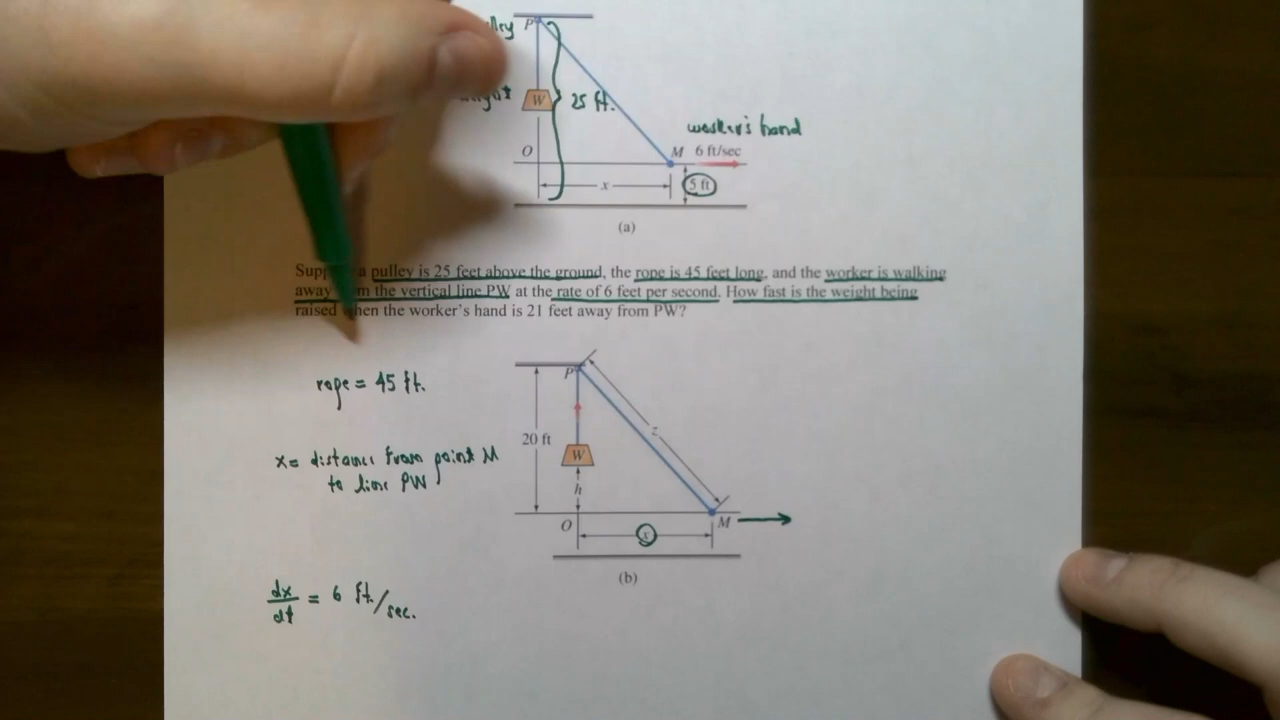 P
W
25 ft.
worker's hand
O
M 6 ft/sec
x
5 ft
(a)
a pulley is 25 feet above the ground, the rope is 45 feet long, and the worker is walking
away the vertical line PW at the rate of 6 feet per second. How fast is the weight being
raised the worker's hand is 21 feet away from PW?
rope = 45 ft.
P
20 ft
z
W
x = distance from point M
to line PW
h
O
M
x
(b)
dx/dt = 6 ft/sec.